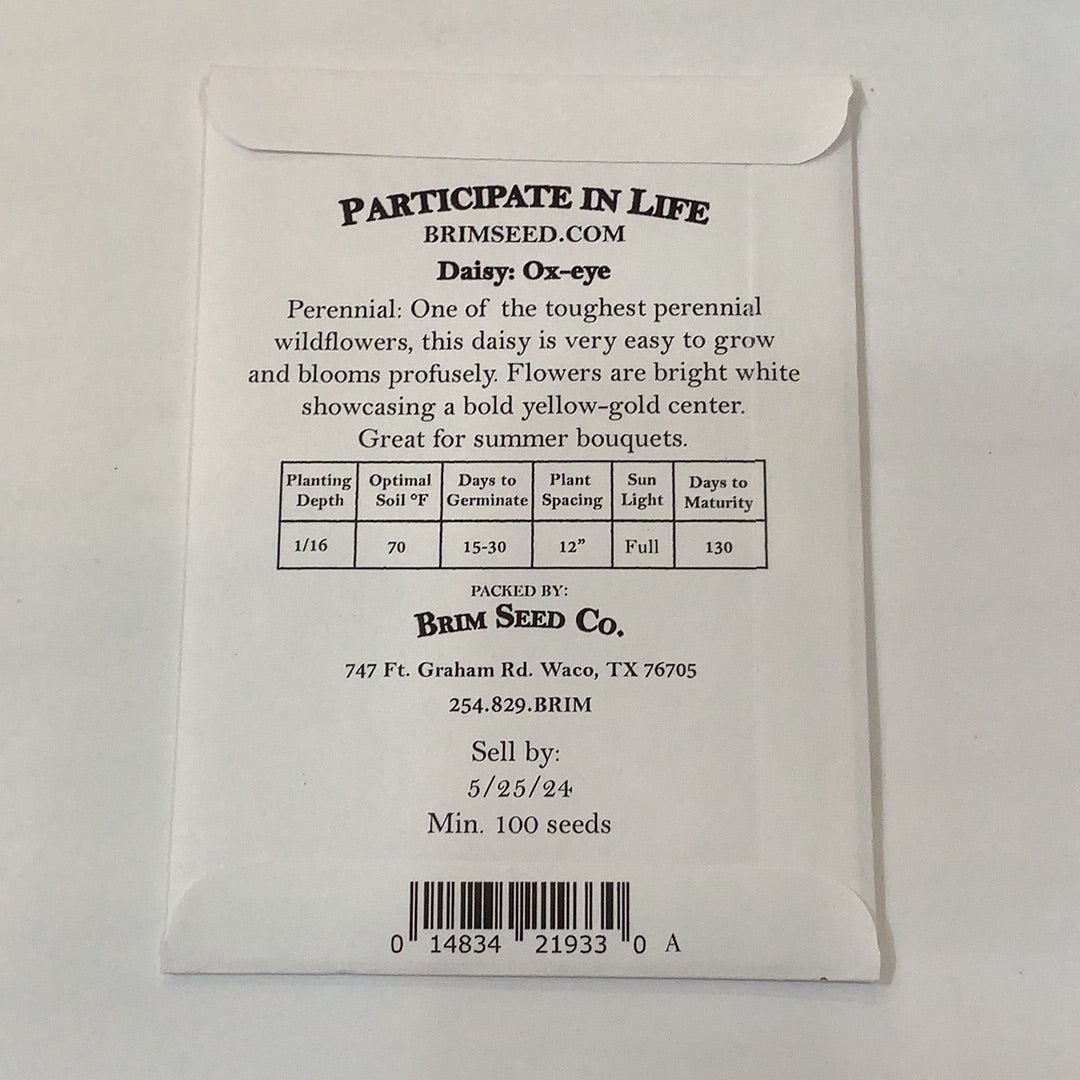 PARTICIPATE IN LIFE
BRIMSEED.COM
Daisy: Ox-eye
Perennial: One of the toughest perennial
wildflowers, this daisy is very easy to grow
and blooms profusely. Flowers are bright white
showcasing a bold yellow-gold center.
Great for summer bouquets.
Planting Depth Optimal Soil °F Days to Germinate Plant Spacing Sun Light Days to Maturity
1/16 70 15-30 12" Full 130
PACKED BY:
BRIM SEED CO.
747 Ft. Graham Rd. Waco, TX 76705
254.829.BRIM
Sell by:
5/25/24
Min. 100 seeds
0 14834 21933 0 A